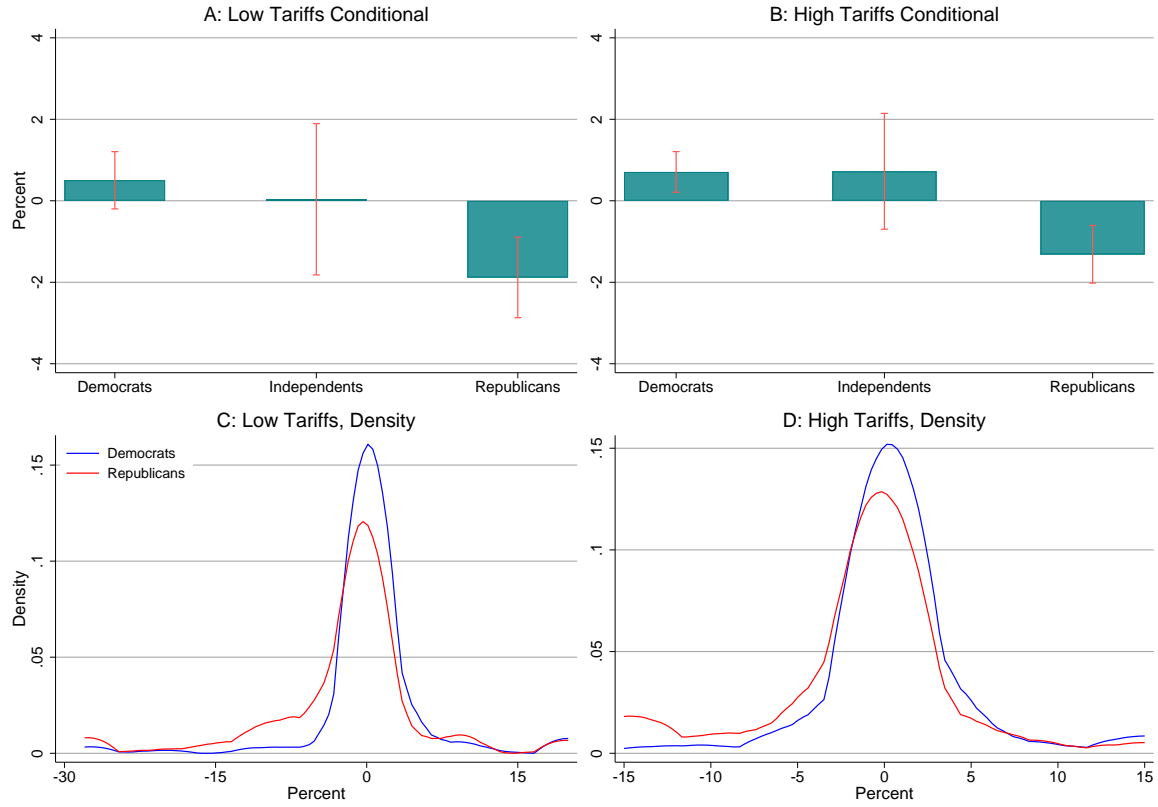 A: Low Tariffs Conditional
Percent
4
2
0
-2
-4
Democrats Independents Republicans
B: High Tariffs Conditional
4
2
0
-2
-4
Democrats Independents Republicans
C: Low Tariffs, Density
Density
.15
.1
.05
0
Democrats
Republicans
-30 -15 0 15
Percent
D: High Tariffs, Density
.15
.1
.05
0
-15 -10 -5 0 5 10 15
Percent